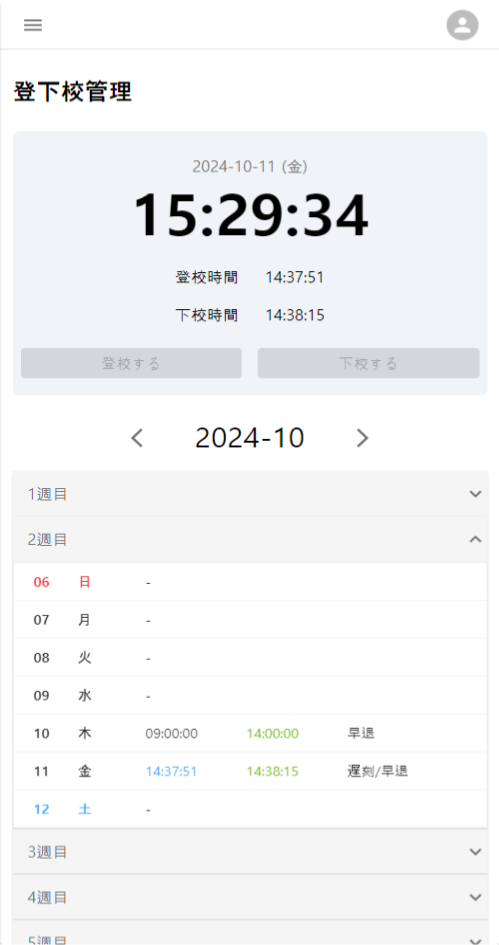 登下校管理
2024-10-11 (金)
15:29:34
登校時間 14:37:51
下校時間 14:38:15
登校する 下校する
2024-10
1週目
2週目
06 日 -
07 月 -
08 火 -
09 水 -
10 木 09:00:00 14:00:00 早退
11 金 14:37:51 14:38:15 遅刻/早退
12 土 -
3週目
4週目
5週目